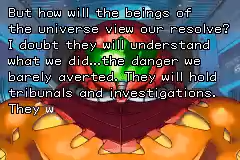 But how will the beings of
the universe view our resolve?
I doubt they will understand
what we did...the danger we
barely averted. They will hold
tribunals and investigations.
They w